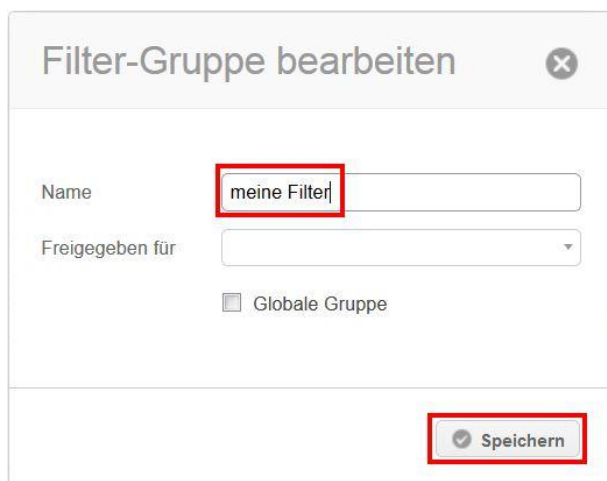 Filter-Gruppe bearbeiten
Name
meine Filter
Freigegeben für
Globale Gruppe
Speichern